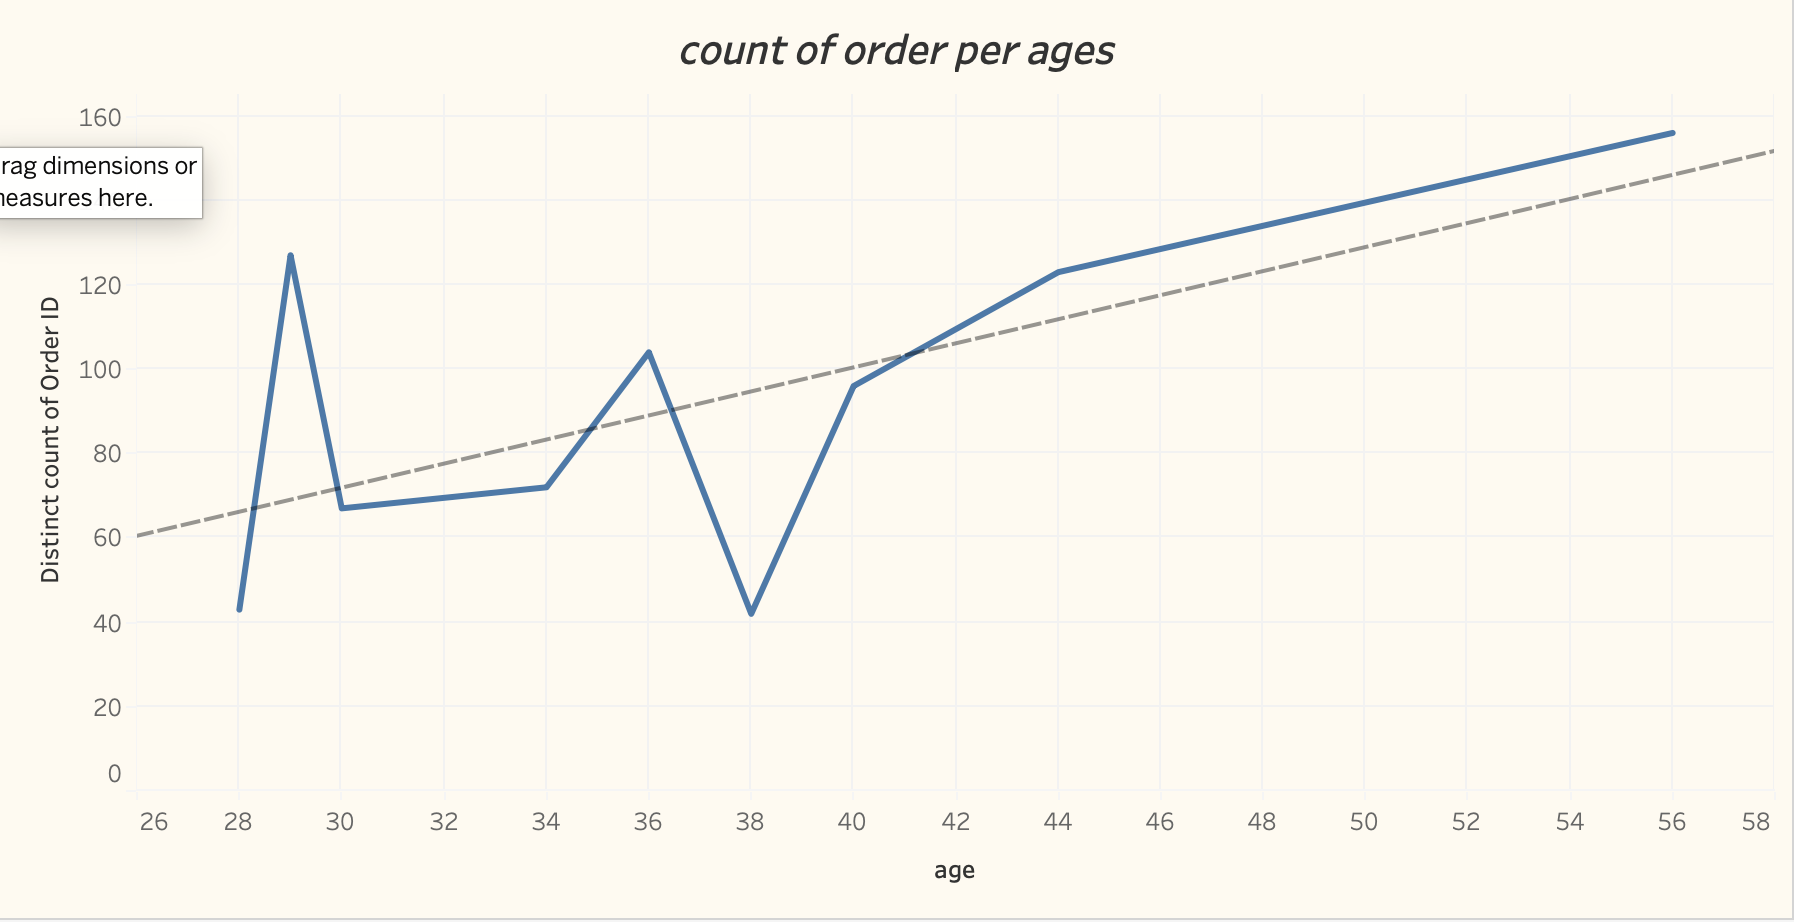 count of order per ages
160
rag dimensions or
measures here.
120
100
80
60
40
20
0
Distinct count of Order ID
26 28 30 32 34 36 38 40 42 44 46 48 50 52 54 56 58
age